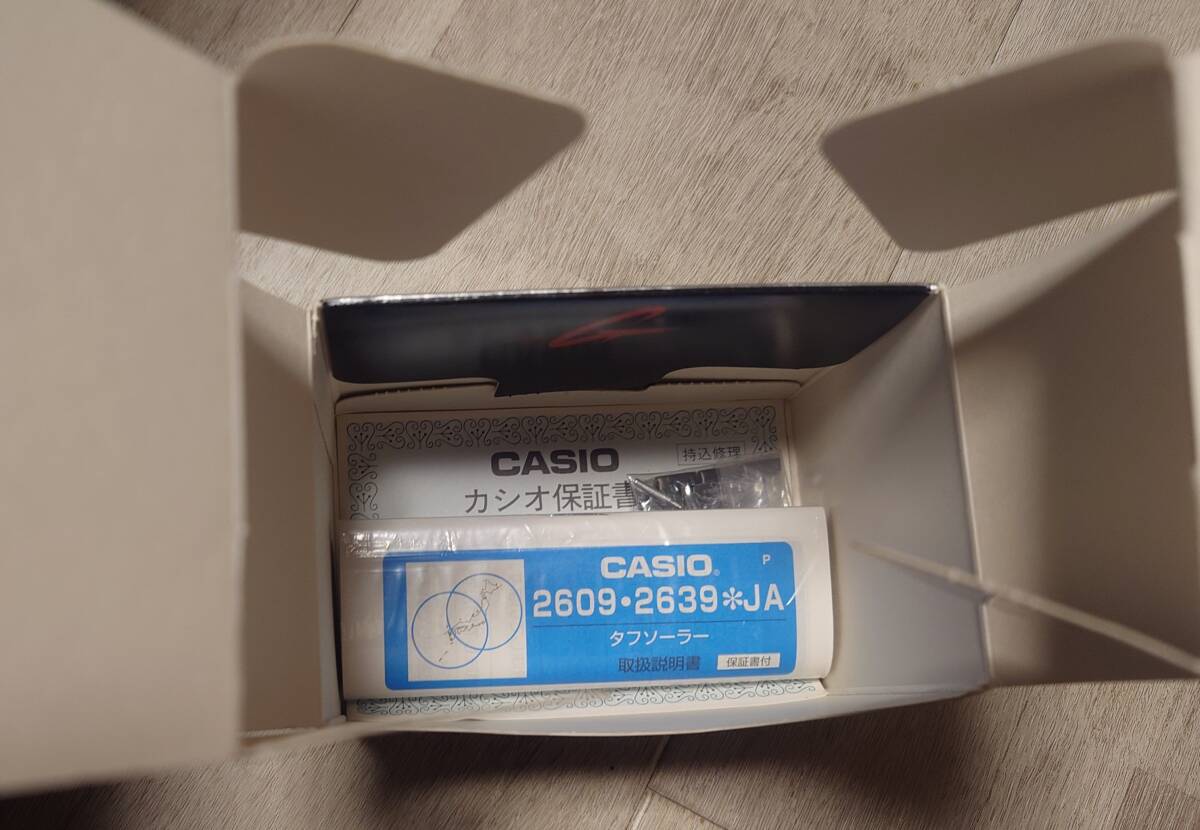 CASIO
持込修理
カシオ保証書
CASIO®
P
2609•2639*JA
タフソーラー
取扱説明書
保証書付